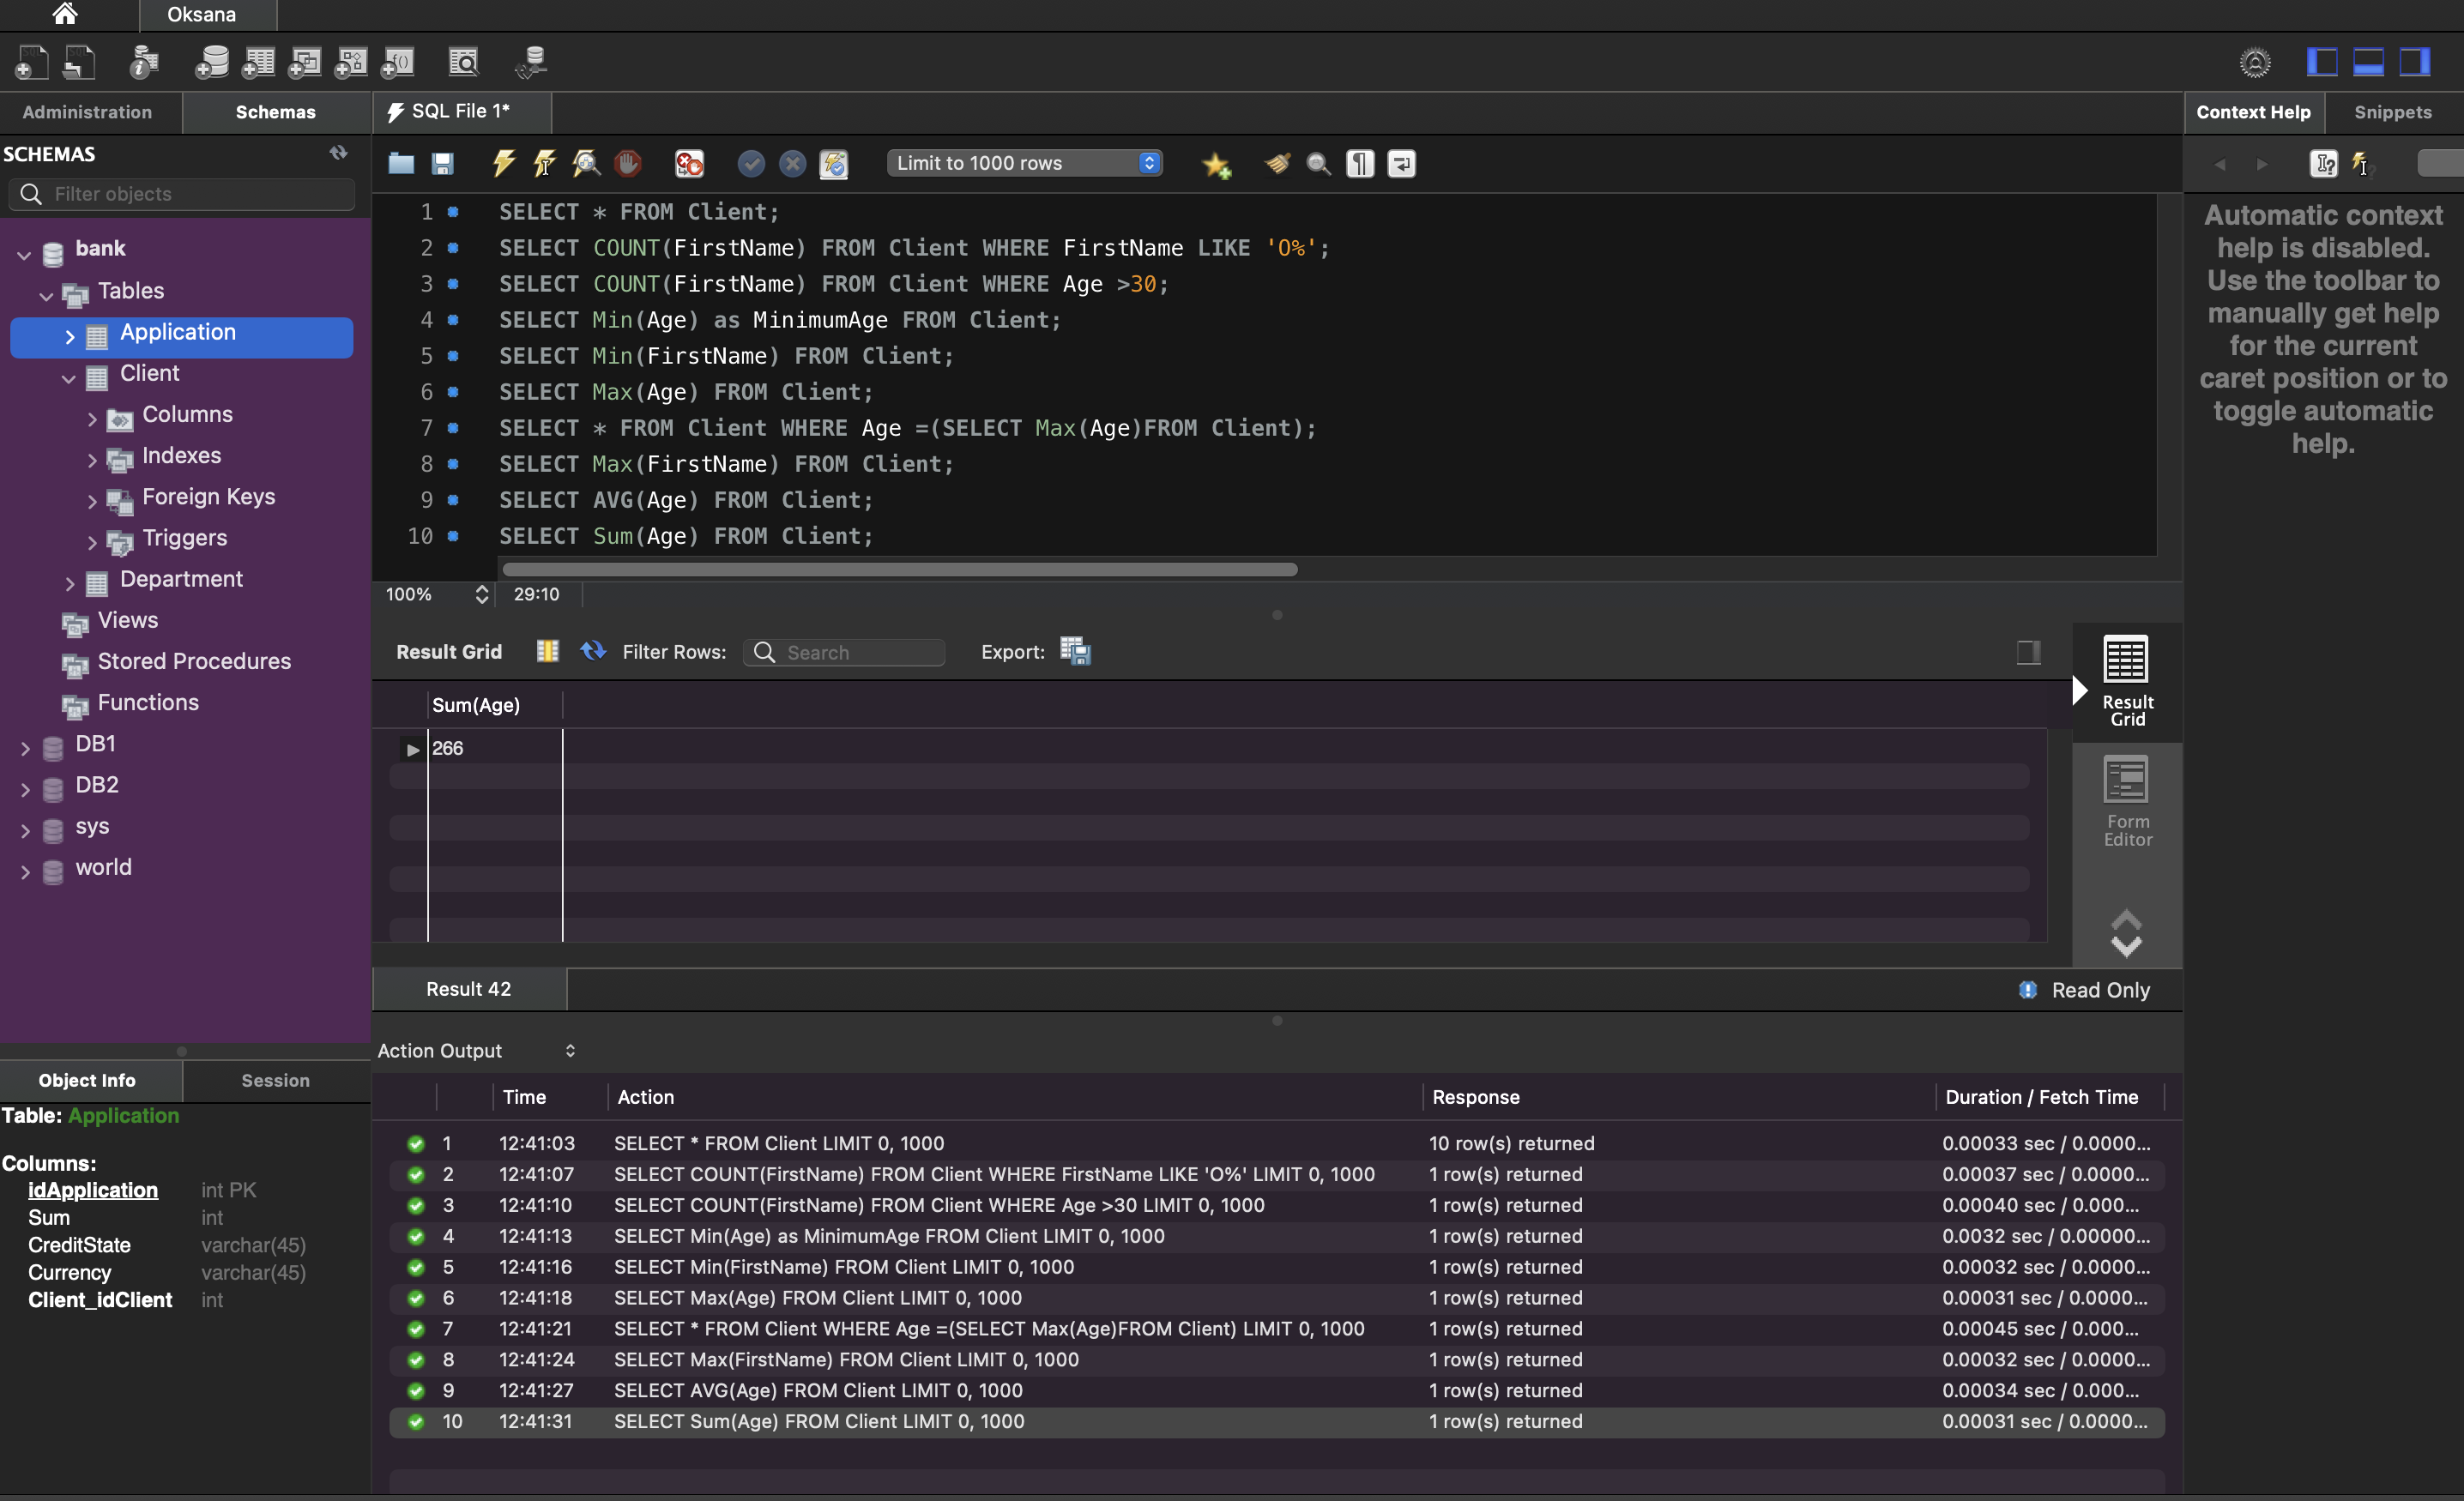 Oksana
Administration
Schemas
SQL File 1*
Context Help
Snippets
SCHEMAS
Filter objects
Limit to 1000 rows
bank
Tables
Application
Client
Columns
Indexes
Foreign Keys
Triggers
Department
Views
Stored Procedures
Functions
DB1
DB2
sys
world
1 SELECT * FROM Client;
2 SELECT COUNT(FirstName) FROM Client WHERE FirstName LIKE 'O%';
3 SELECT COUNT(FirstName) FROM Client WHERE Age >30;
4 SELECT Min(Age) as MinimumAge FROM Client;
5 SELECT Min(FirstName) FROM Client;
6 SELECT Max(Age) FROM Client;
7 SELECT * FROM Client WHERE Age =(SELECT Max(Age)FROM Client);
8 SELECT Max(FirstName) FROM Client;
9 SELECT AVG(Age) FROM Client;
10 SELECT Sum(Age) FROM Client;
100% 29:10
Automatic context
help is disabled.
Use the toolbar to
manually get help
for the current
caret position or to
toggle automatic
help.
Result Grid Filter Rows: Search Export:
Sum(Age)
266
Result
Grid
Form
Editor
Result 42
Read Only
Action Output
Time Action Response Duration / Fetch Time
1 12:41:03 SELECT * FROM Client LIMIT 0, 1000 10 row(s) returned 0.00033 sec / 0.0000...
2 12:41:07 SELECT COUNT(FirstName) FROM Client WHERE FirstName LIKE 'O%' LIMIT 0, 1000 1 row(s) returned 0.00037 sec / 0.0000...
3 12:41:10 SELECT COUNT(FirstName) FROM Client WHERE Age >30 LIMIT 0, 1000 1 row(s) returned 0.00040 sec / 0.000...
4 12:41:13 SELECT Min(Age) as MinimumAge FROM Client LIMIT 0, 1000 1 row(s) returned 0.0032 sec / 0.00000...
5 12:41:16 SELECT Min(FirstName) FROM Client LIMIT 0, 1000 1 row(s) returned 0.00032 sec / 0.0000...
6 12:41:18 SELECT Max(Age) FROM Client LIMIT 0, 1000 1 row(s) returned 0.00031 sec / 0.0000...
7 12:41:21 SELECT * FROM Client WHERE Age =(SELECT Max(Age)FROM Client) LIMIT 0, 1000 1 row(s) returned 0.00045 sec / 0.000...
8 12:41:24 SELECT Max(FirstName) FROM Client LIMIT 0, 1000 1 row(s) returned 0.00032 sec / 0.0000...
9 12:41:27 SELECT AVG(Age) FROM Client LIMIT 0, 1000 1 row(s) returned 0.00034 sec / 0.000...
10 12:41:31 SELECT Sum(Age) FROM Client LIMIT 0, 1000 1 row(s) returned 0.00031 sec / 0.0000...
Object Info
Session
Table: Application
Columns:
idApplication int PK
Sum int
CreditState varchar(45)
Currency varchar(45)
Client_idClient int